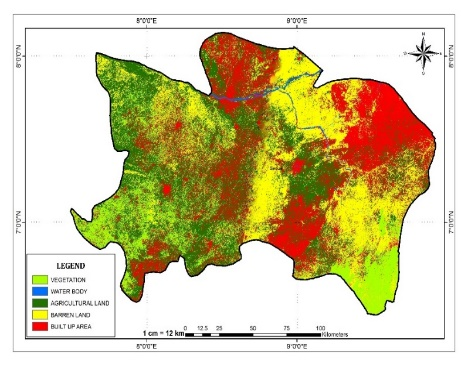 8°0'0"E 9°0'0"E
N
W E
S
8°0'0"N 8°0'0"N
7°0'0"N 7°0'0"N
LEGEND
VEGETATION
WATER BODY
AGRICULTURAL LAND
BARREN LAND
BUILT UP AREA
1 cm = 12 km
0 12.5 25 50 75 100
Kilometers
8°0'0"E 9°0'0"E